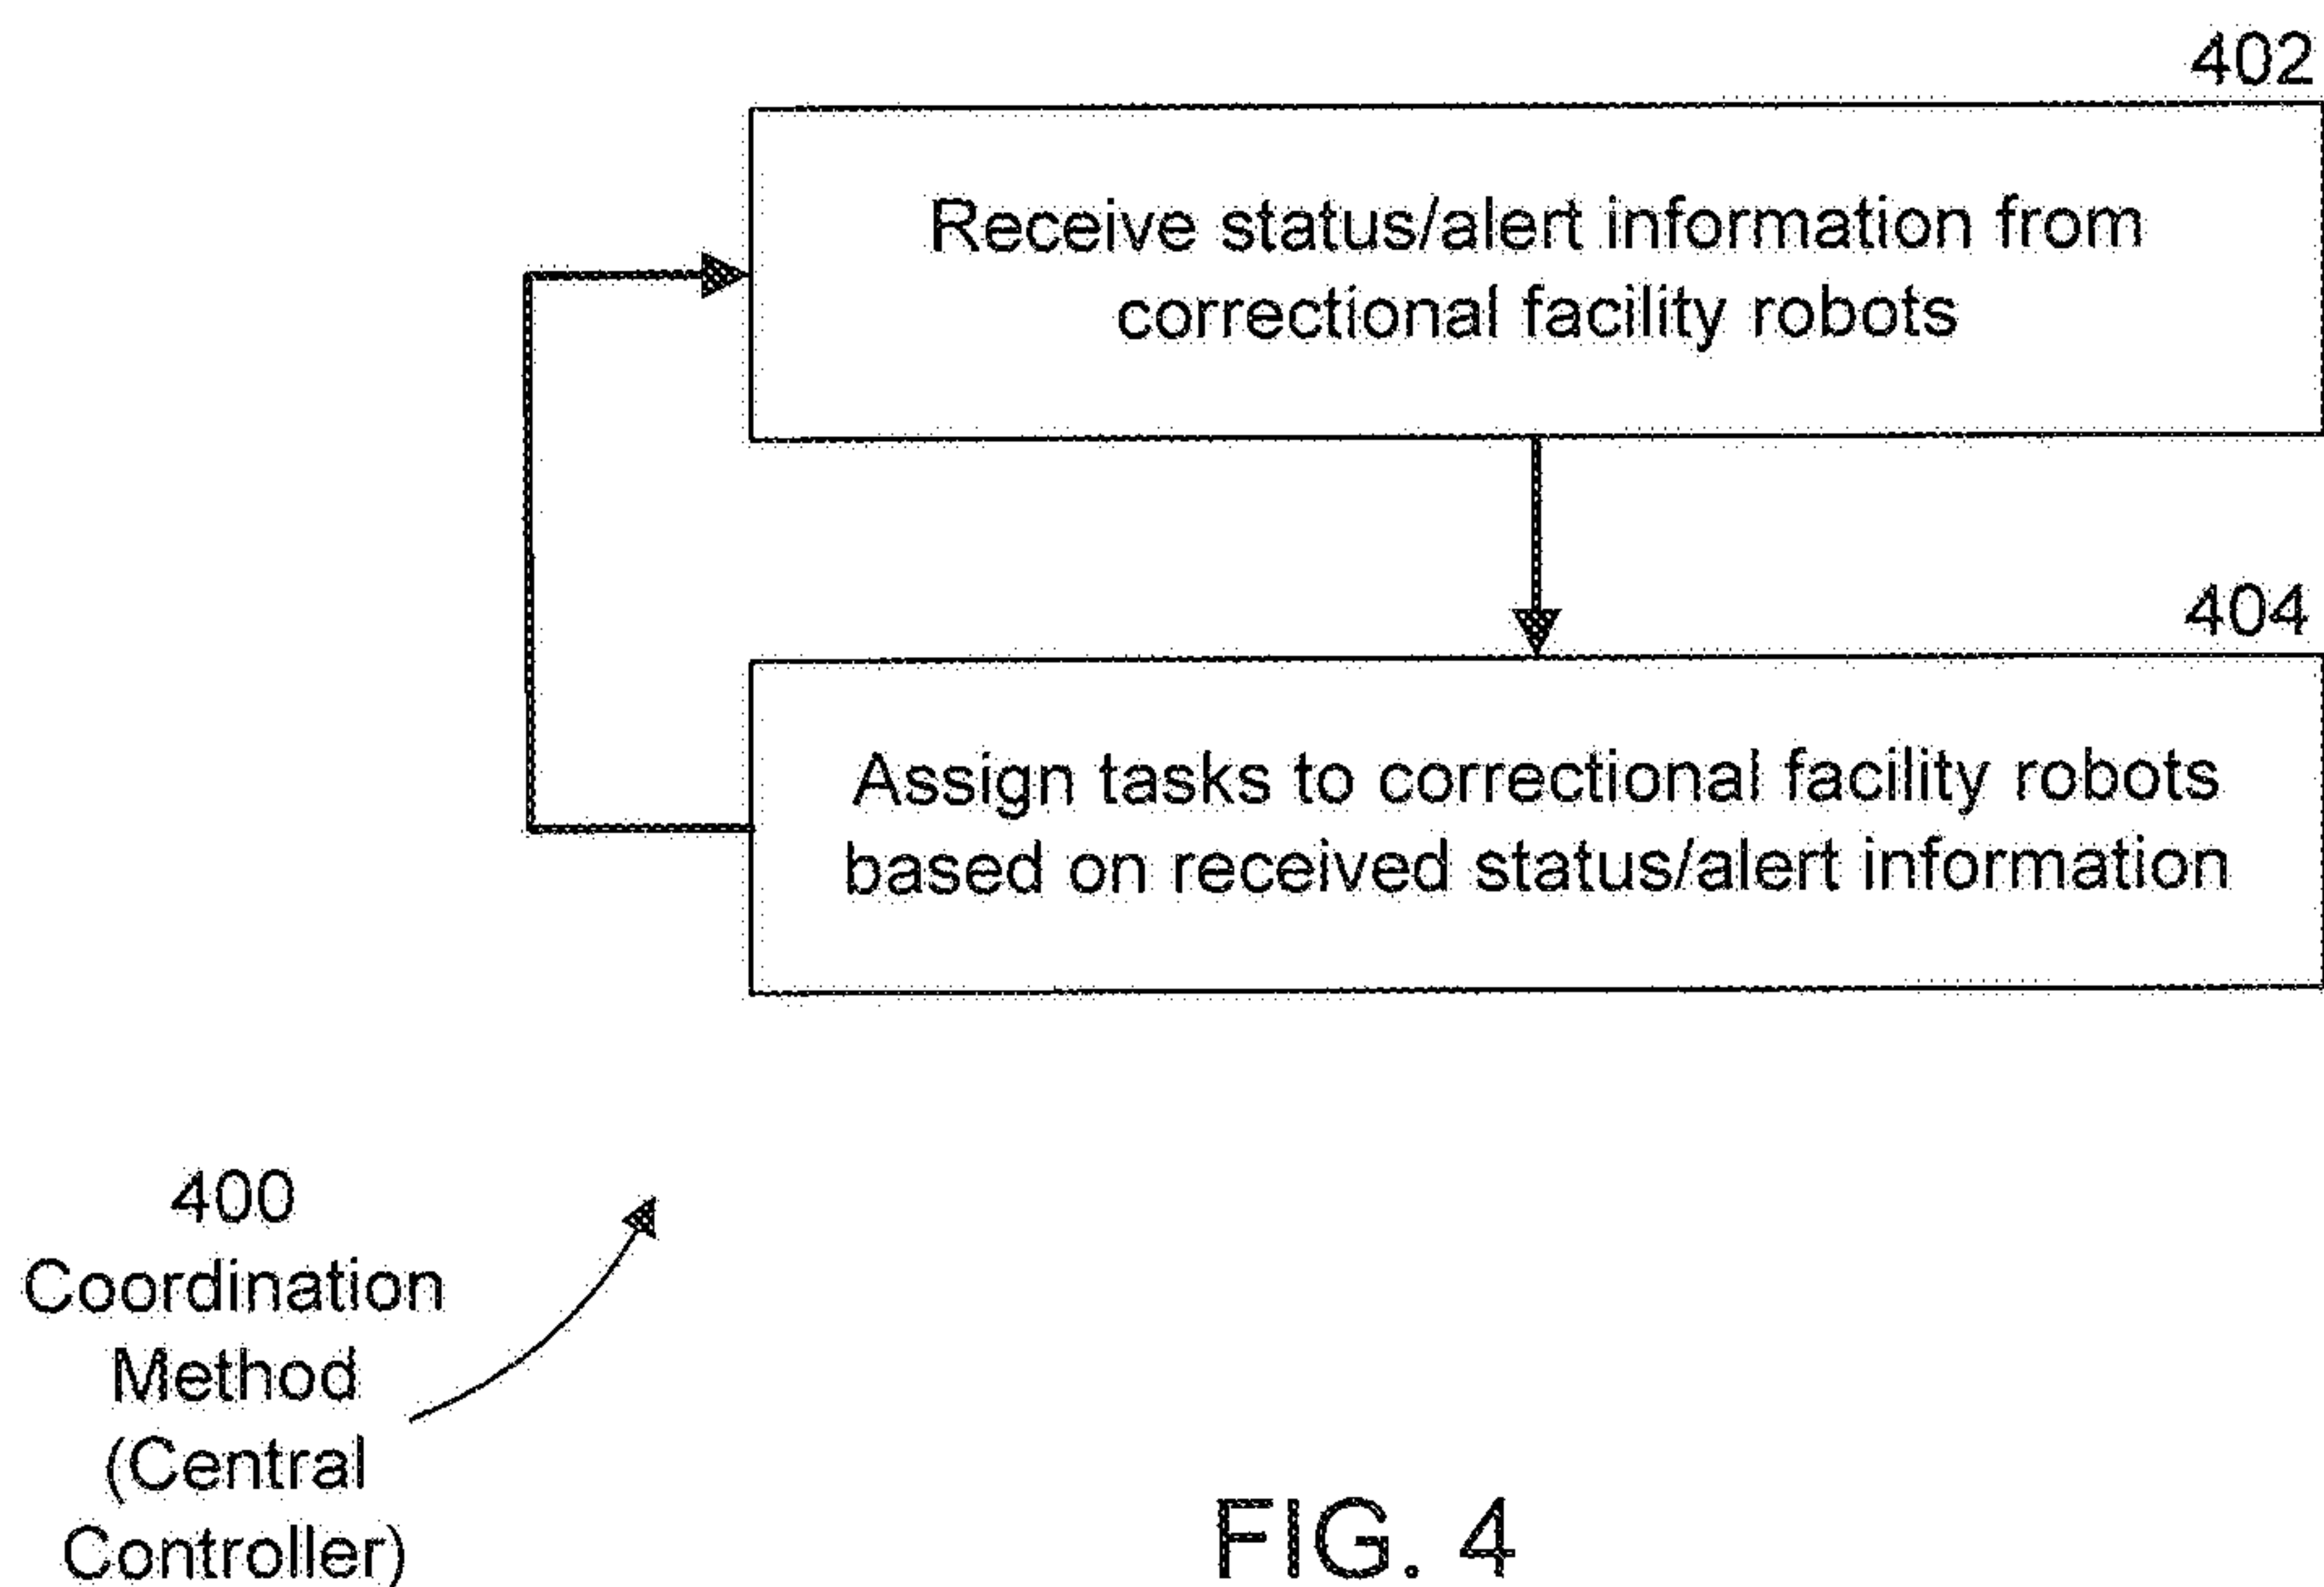 402
Receive status/alert information from
correctional facility robots
404
Assign tasks to correctional facility robots
based on received status/alert information
400
Coordination
Method
(Central
Controller)
FIG. 4